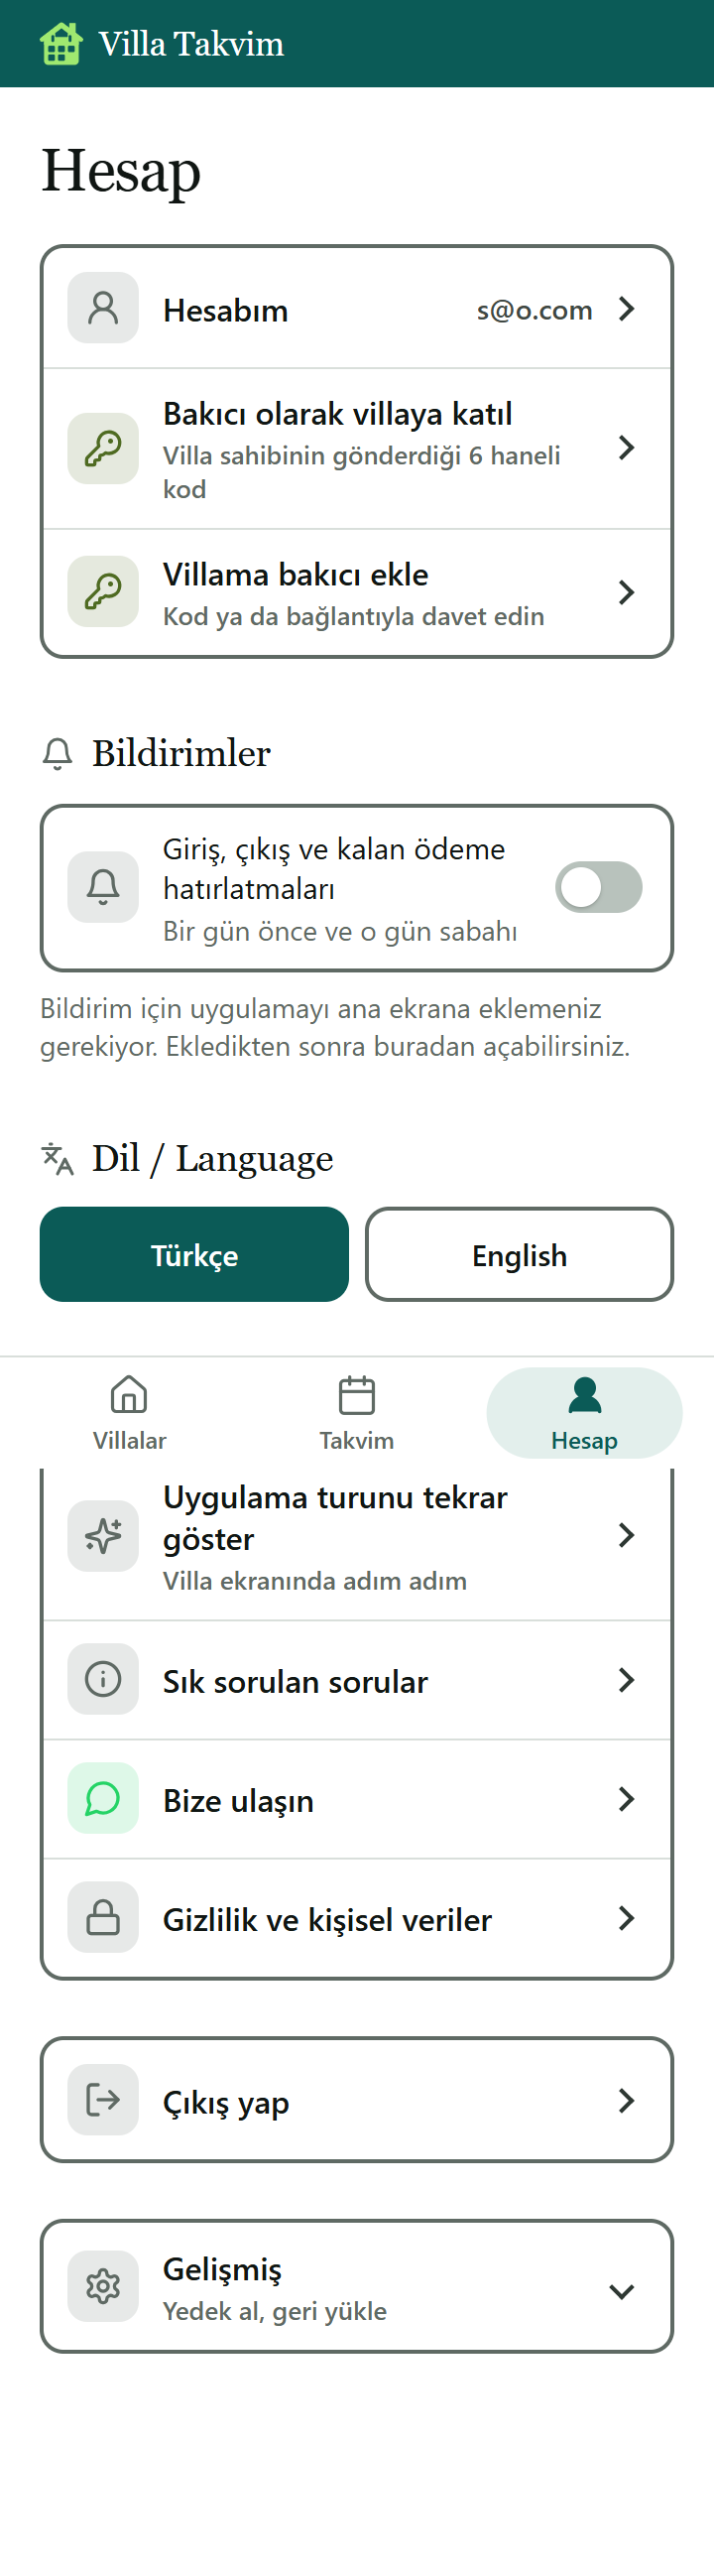 Villa Takvim
Hesap
Hesabım
s@o.com
Bakıcı olarak villaya katıl
Villa sahibinin gönderdiği 6 haneli
kod
Villama bakıcı ekle
Kod ya da bağlantıyla davet edin
Bildirimler
Giriş, çıkış ve kalan ödeme
hatırlatmaları
Bir gün önce ve o gün sabahı
Bildirim için uygulamayı ana ekrana eklemeniz
gerekiyor. Ekledikten sonra buradan açabilirsiniz.
Dil / Language
Türkçe
English
Villalar
Takvim
Hesap
Uygulama turunu tekrar
göster
Villa ekranında adım adım
Sık sorulan sorular
Bize ulaşın
Gizlilik ve kişisel veriler
Çıkış yap
Gelişmiş
Yedek al, geri yükle